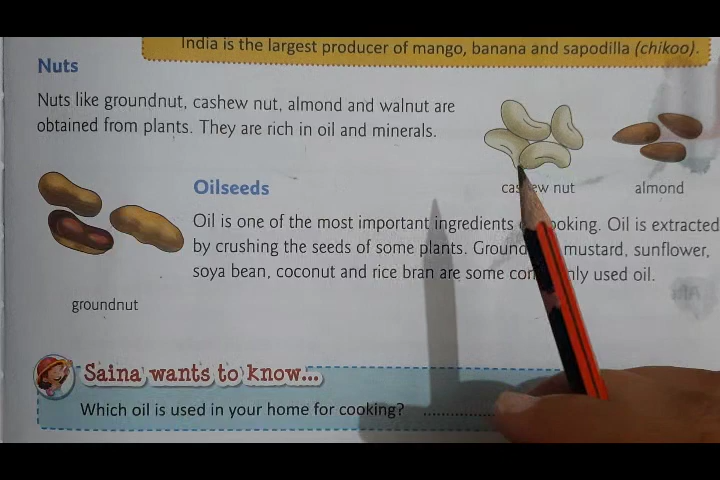 India is the largest producer of mango, banana and sapodilla (chikoo).
Nuts
Nuts like groundnut, cashew nut, almond and walnut are
obtained from plants. They are rich in oil and minerals.
nut
almond
Oilseeds
Oil is one of the most important ingredients cooking. Oil is extracted
by crushing the seeds of some plants. mustard, sunflower,
soya bean, coconut and rice bran are some used oil.
groundnut
Saina wants to know...
Which oil is used in your home for cooking? ....................